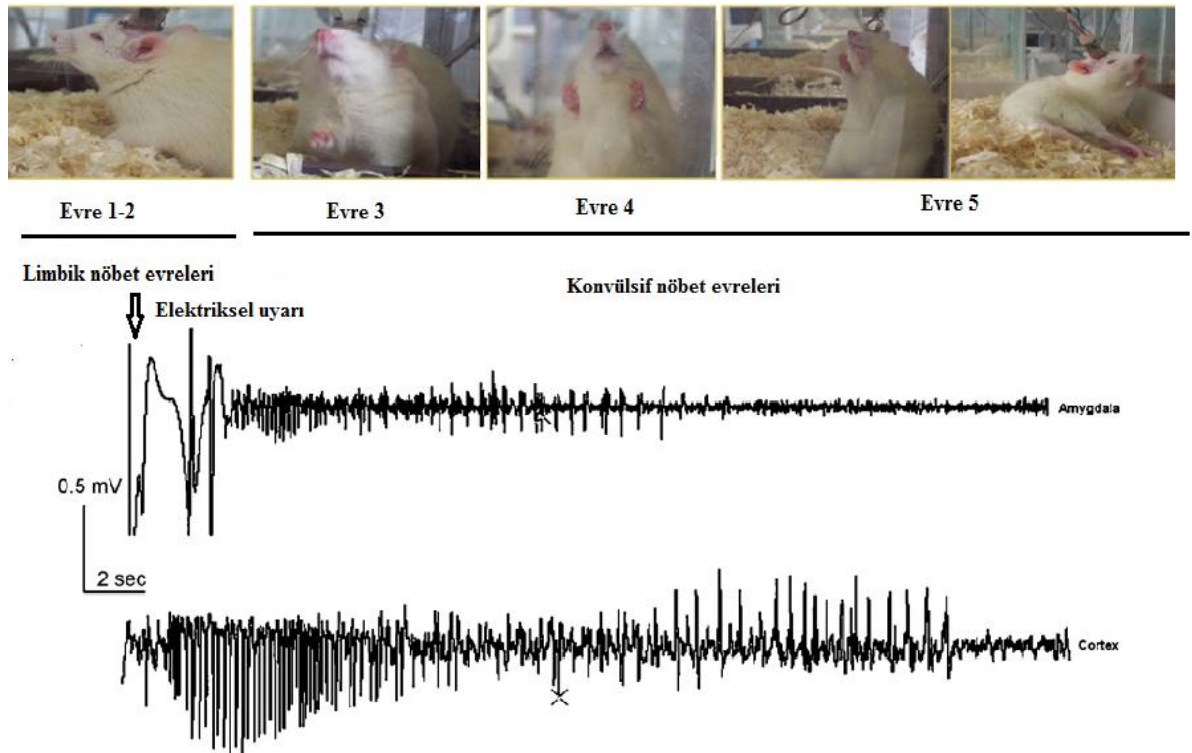 Evre 1-2
Evre 3
Evre 4
Evre 5
Limbik nöbet evreleri
Konvülsif nöbet evreleri
Elektriksel uyarı
Amygdala
0.5 mV
2 sec
Cortex